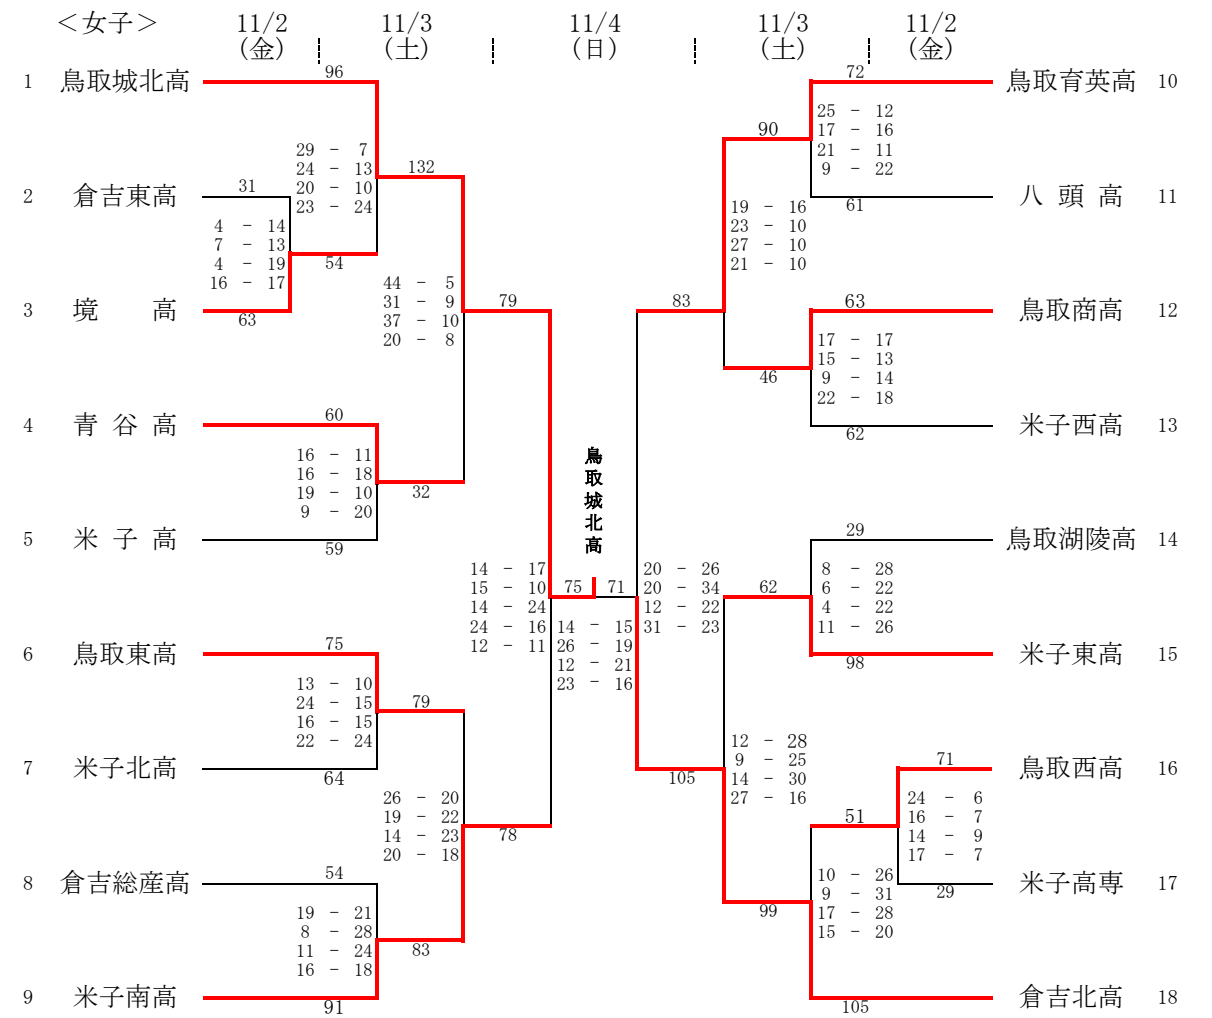 ＜女子＞
11/2
(金)
11/3
(土)
11/4
(日)
11/3
(土)
11/2
(金)
1 鳥取城北高
2 倉吉東高
3 境 高
4 青 谷 高
5 米 子 高
6 鳥取東高
7 米子北高
8 倉吉総産高
9 米子南高
96
31
4 - 14
7 - 13
4 - 19
16 - 17
63
29 - 7
24 - 13
20 - 10
23 - 24
54
132
44 - 5
31 - 9
37 - 10
20 - 8
60
16 - 11
16 - 18
19 - 10
9 - 20
59
32
79
75
13 - 10
24 - 15
16 - 15
22 - 24
64
79
26 - 20
19 - 22
14 - 23
20 - 18
54
19 - 21
8 - 28
11 - 24
16 - 18
91
83
78
14 - 17
15 - 10
14 - 24
24 - 16
12 - 11
鳥取城北高
75 71
14 - 15
26 - 19
12 - 21
23 - 16
83
20 - 26
20 - 34
12 - 22
31 - 23
105
90
19 - 16
23 - 10
27 - 10
21 - 10
46
72
25 - 12
17 - 16
21 - 11
9 - 22
61
63
17 - 17
15 - 13
9 - 14
22 - 18
62
62
12 - 28
9 - 25
14 - 30
27 - 16
99
29
8 - 28
6 - 22
4 - 22
11 - 26
98
51
10 - 26
9 - 31
17 - 28
15 - 20
105
71
24 - 6
16 - 7
14 - 9
17 - 7
29
鳥取育英高 10
八 頭 高 11
鳥取商高 12
米子西高 13
鳥取湖陵高 14
米子東高 15
鳥取西高 16
米子高専 17
倉吉北高 18